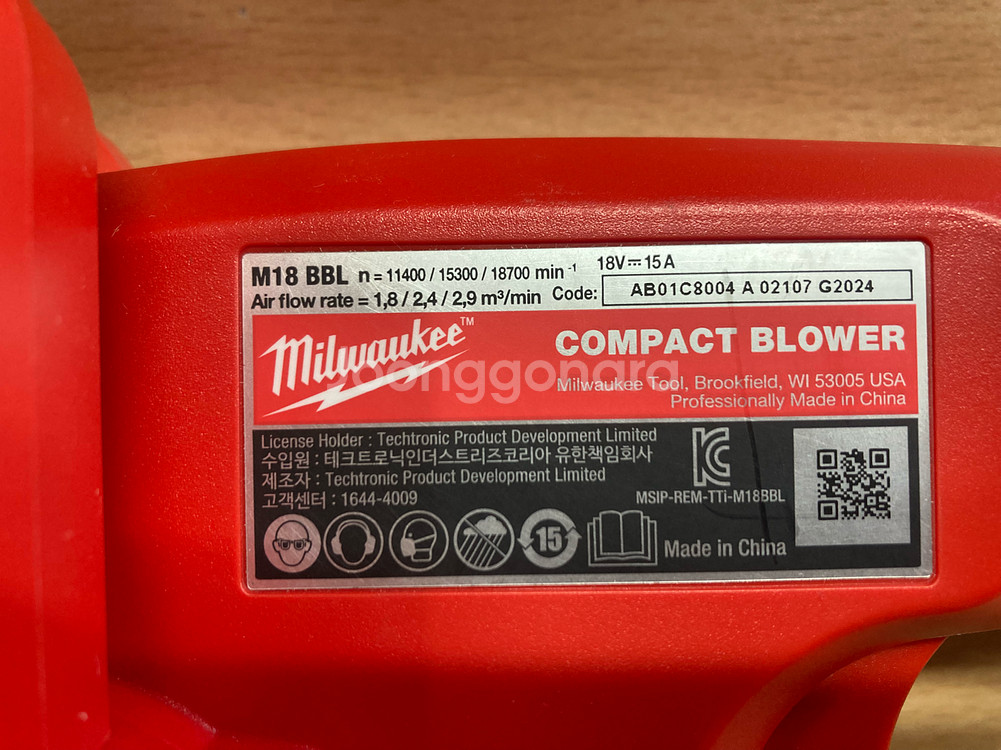 M18 BBL n = 11400 / 15300 / 18700 min⁻¹ 18V⎓15A
Air flow rate = 1,8 / 2,4 / 2,9 m³/min Code: AB01C8004 A 02107 G2024
Milwaukee™ COMPACT BLOWER
joonggonara
Milwaukee Tool, Brookfield, WI 53005 USA
Professionally Made in China
License Holder : Techtronic Product Development Limited
수입원 : 테크트로닉인더스트리즈코리아 유한책임회사
제조자 : Techtronic Product Development Limited
고객센터 : 1644-4009
MSIP-REM-TTi-M18BBL
15
Made in China